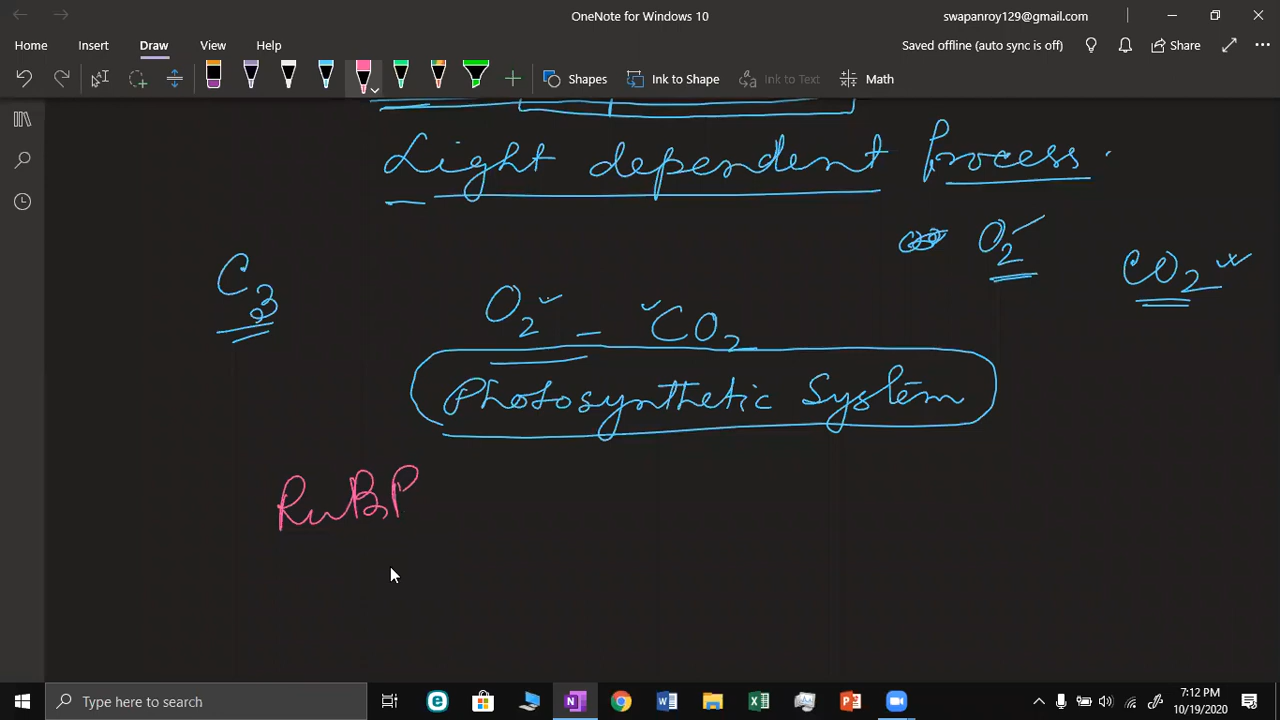 OneNote for Windows 10
swapanroy129@gmail.com
Home Insert Draw View Help
Saved offline (auto sync is off)
Share
Shapes
Ink to Shape
Ink to Text
Math
Light dependent Process.
O2
CO2
C3
O2 - CO2
Photosynthetic System
RuBP
Type here to search
7:12 PM
10/19/2020